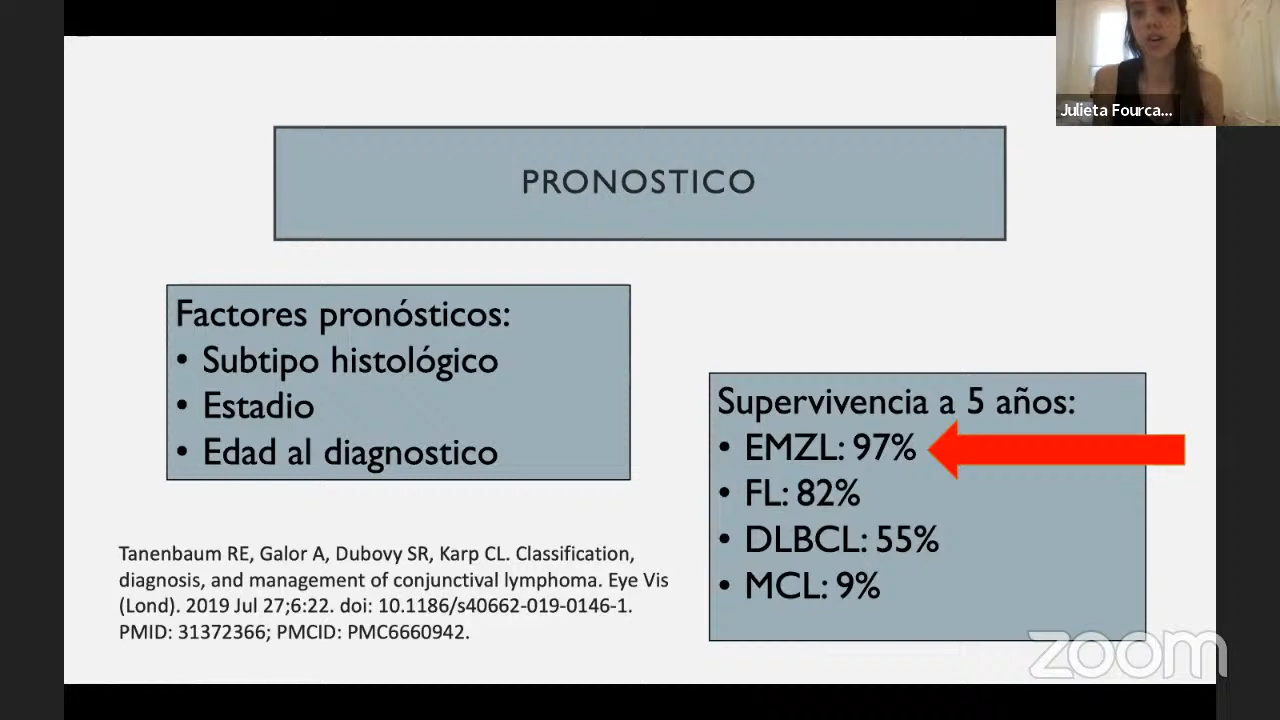 Julieta Fourca...
PRONOSTICO
Factores pronósticos:
• Subtipo histológico
• Estadio
• Edad al diagnostico
Supervivencia a 5 años:
• EMZL: 97%
• FL: 82%
• DLBCL: 55%
• MCL: 9%
Tanenbaum RE, Galor A, Dubovy SR, Karp CL. Classification,
diagnosis, and management of conjunctival lymphoma. Eye Vis
(Lond). 2019 Jul 27;6:22. doi: 10.1186/s40662-019-0146-1.
PMID: 31372366; PMCID: PMC6660942.
zoom